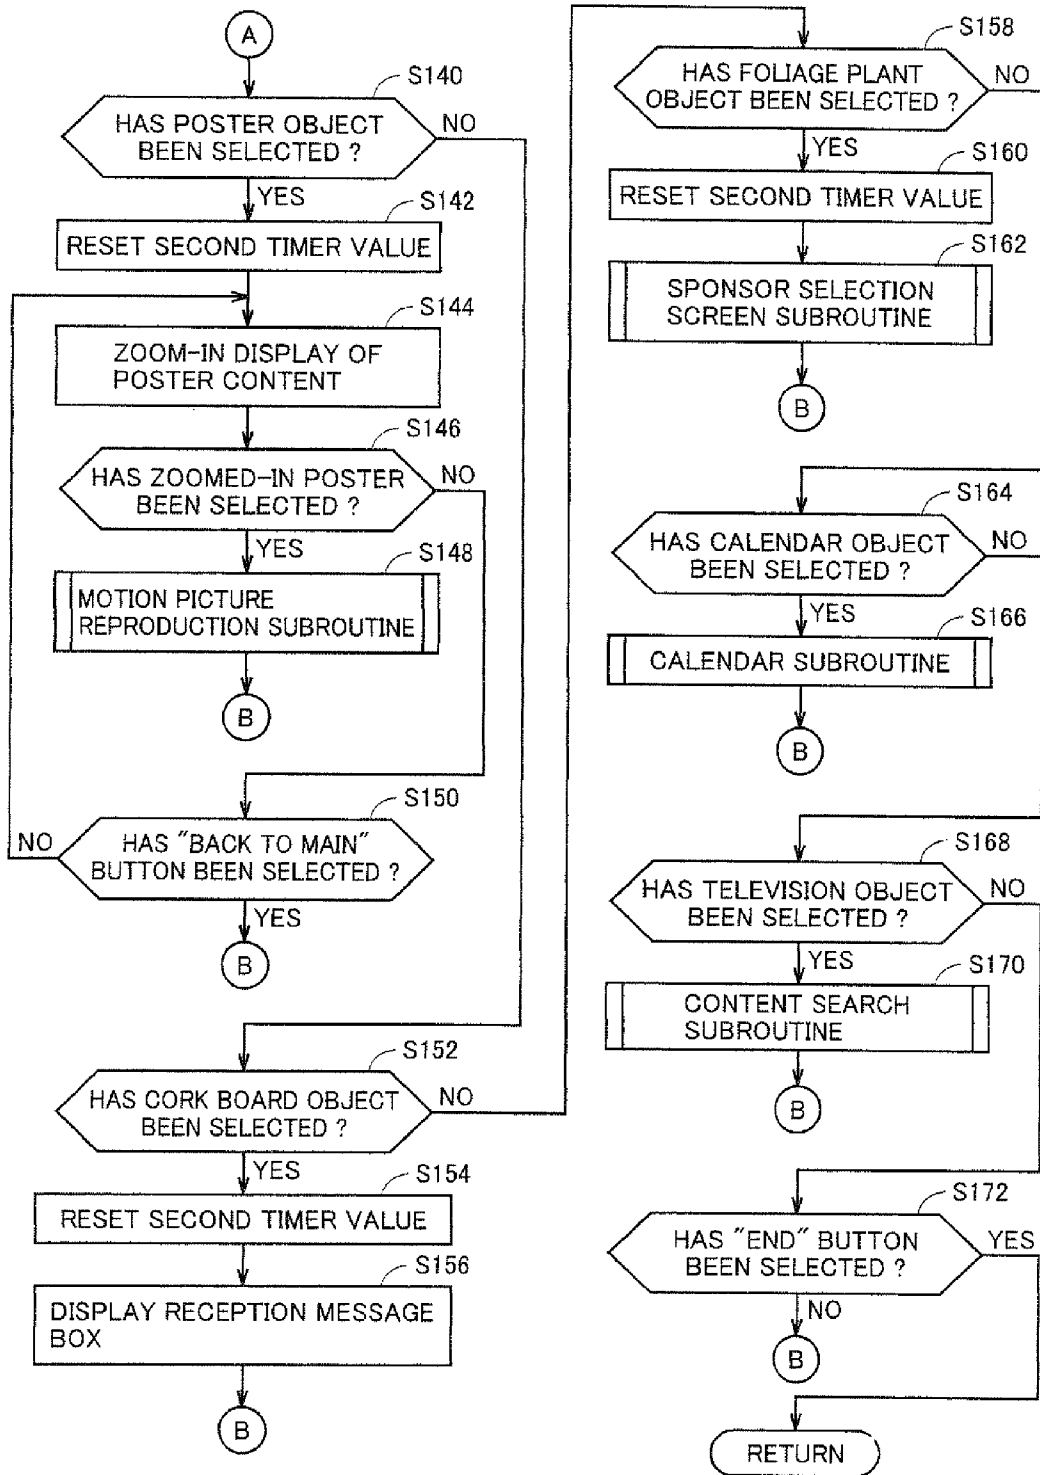 A
S140
HAS POSTER OBJECT
BEEN SELECTED ?
NO
YES
S142
RESET SECOND TIMER VALUE
S144
ZOOM-IN DISPLAY OF
POSTER CONTENT
S146
HAS ZOOMED-IN POSTER
BEEN SELECTED ?
NO
YES
S148
MOTION PICTURE
REPRODUCTION SUBROUTINE
B
S150
HAS "BACK TO MAIN"
BUTTON BEEN SELECTED ?
NO
YES
B
S152
HAS CORK BOARD OBJECT
BEEN SELECTED ?
NO
YES
S154
RESET SECOND TIMER VALUE
S156
DISPLAY RECEPTION MESSAGE
BOX
B
S158
HAS FOLIAGE PLANT
OBJECT BEEN SELECTED ?
NO
YES
S160
RESET SECOND TIMER VALUE
S162
SPONSOR SELECTION
SCREEN SUBROUTINE
B
S164
HAS CALENDAR OBJECT
BEEN SELECTED ?
NO
YES
S166
CALENDAR SUBROUTINE
B
S168
HAS TELEVISION OBJECT
BEEN SELECTED ?
NO
YES
S170
CONTENT SEARCH
SUBROUTINE
B
S172
HAS "END" BUTTON
BEEN SELECTED ?
YES
NO
B
RETURN